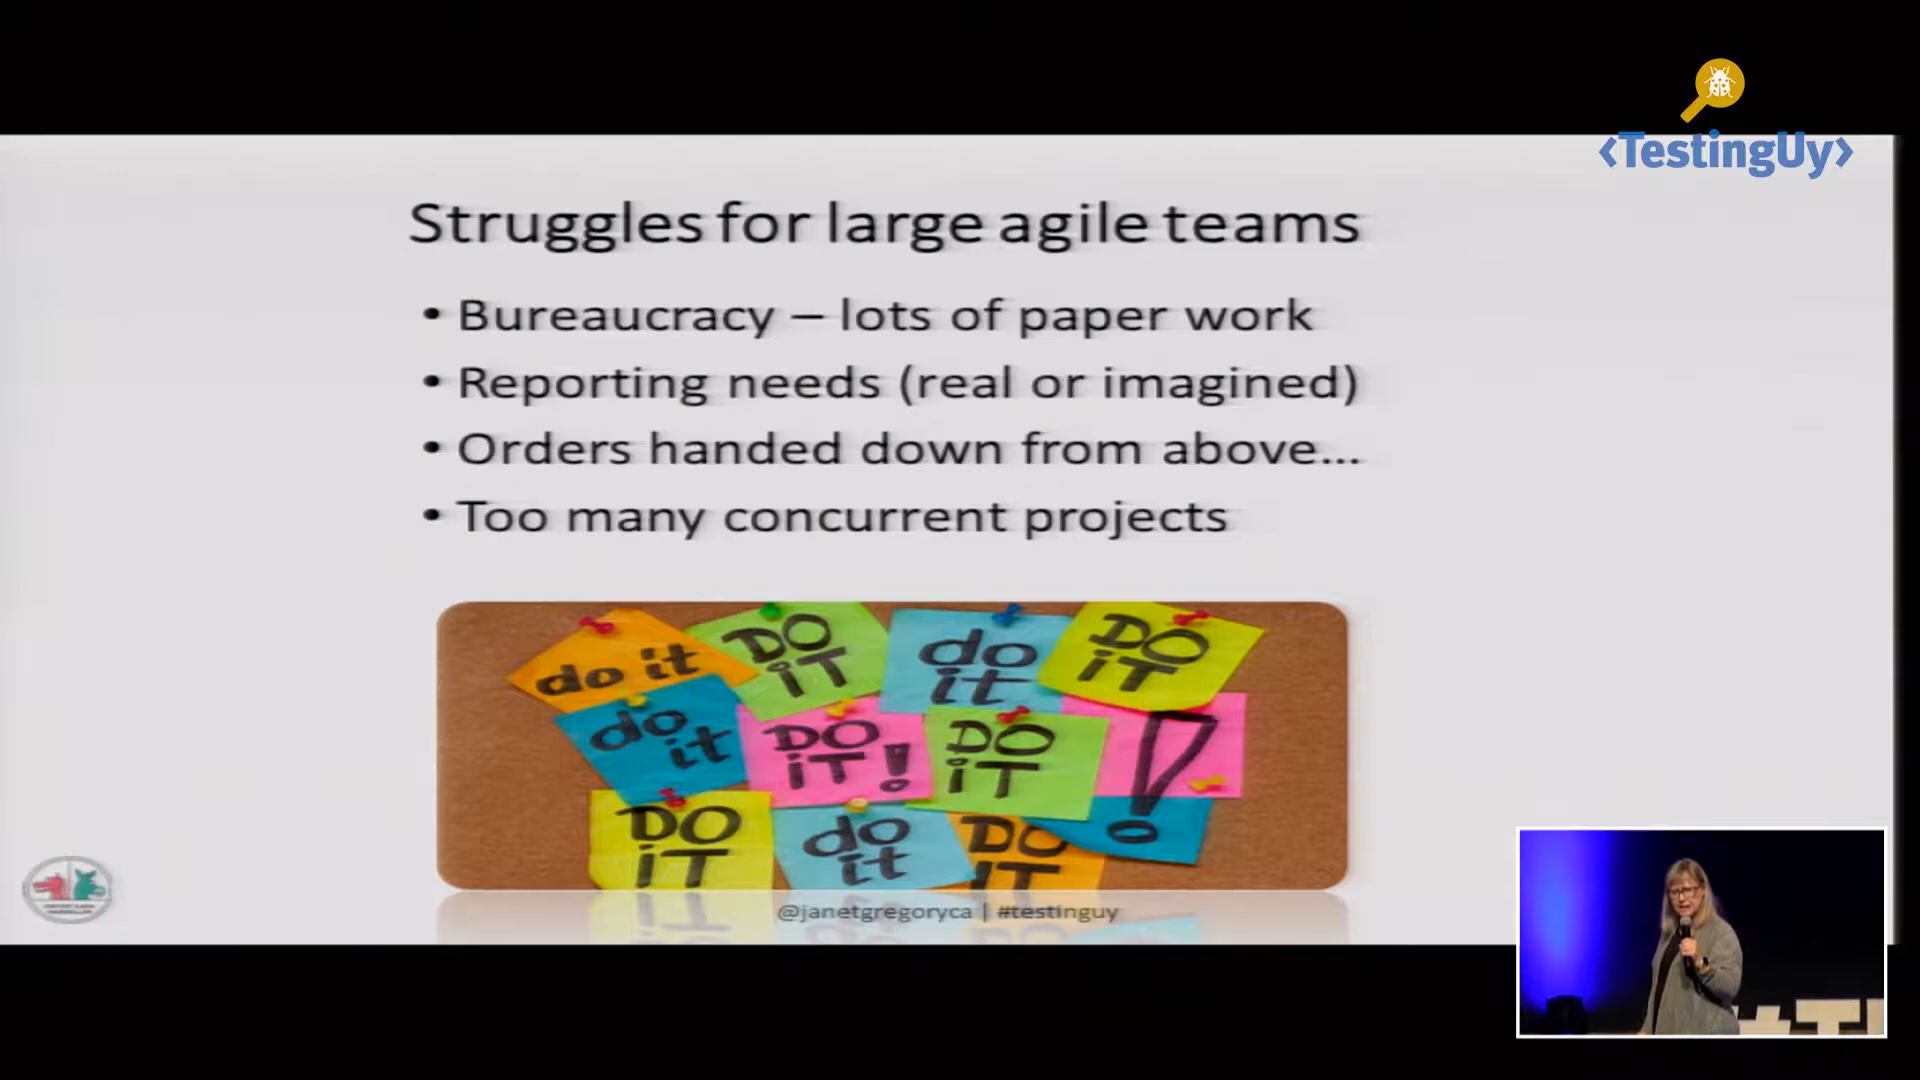 <TestingUy>
Struggles for large agile teams
• Bureaucracy – lots of paper work
• Reporting needs (real or imagined)
• Orders handed down from above...
• Too many concurrent projects
do it
DO
iT
do
it
DO
iT
do
it
DO
iT!
DO
iT
!
DO
iT
do
it
DO
IT
@janetgregoryca | #testinguy